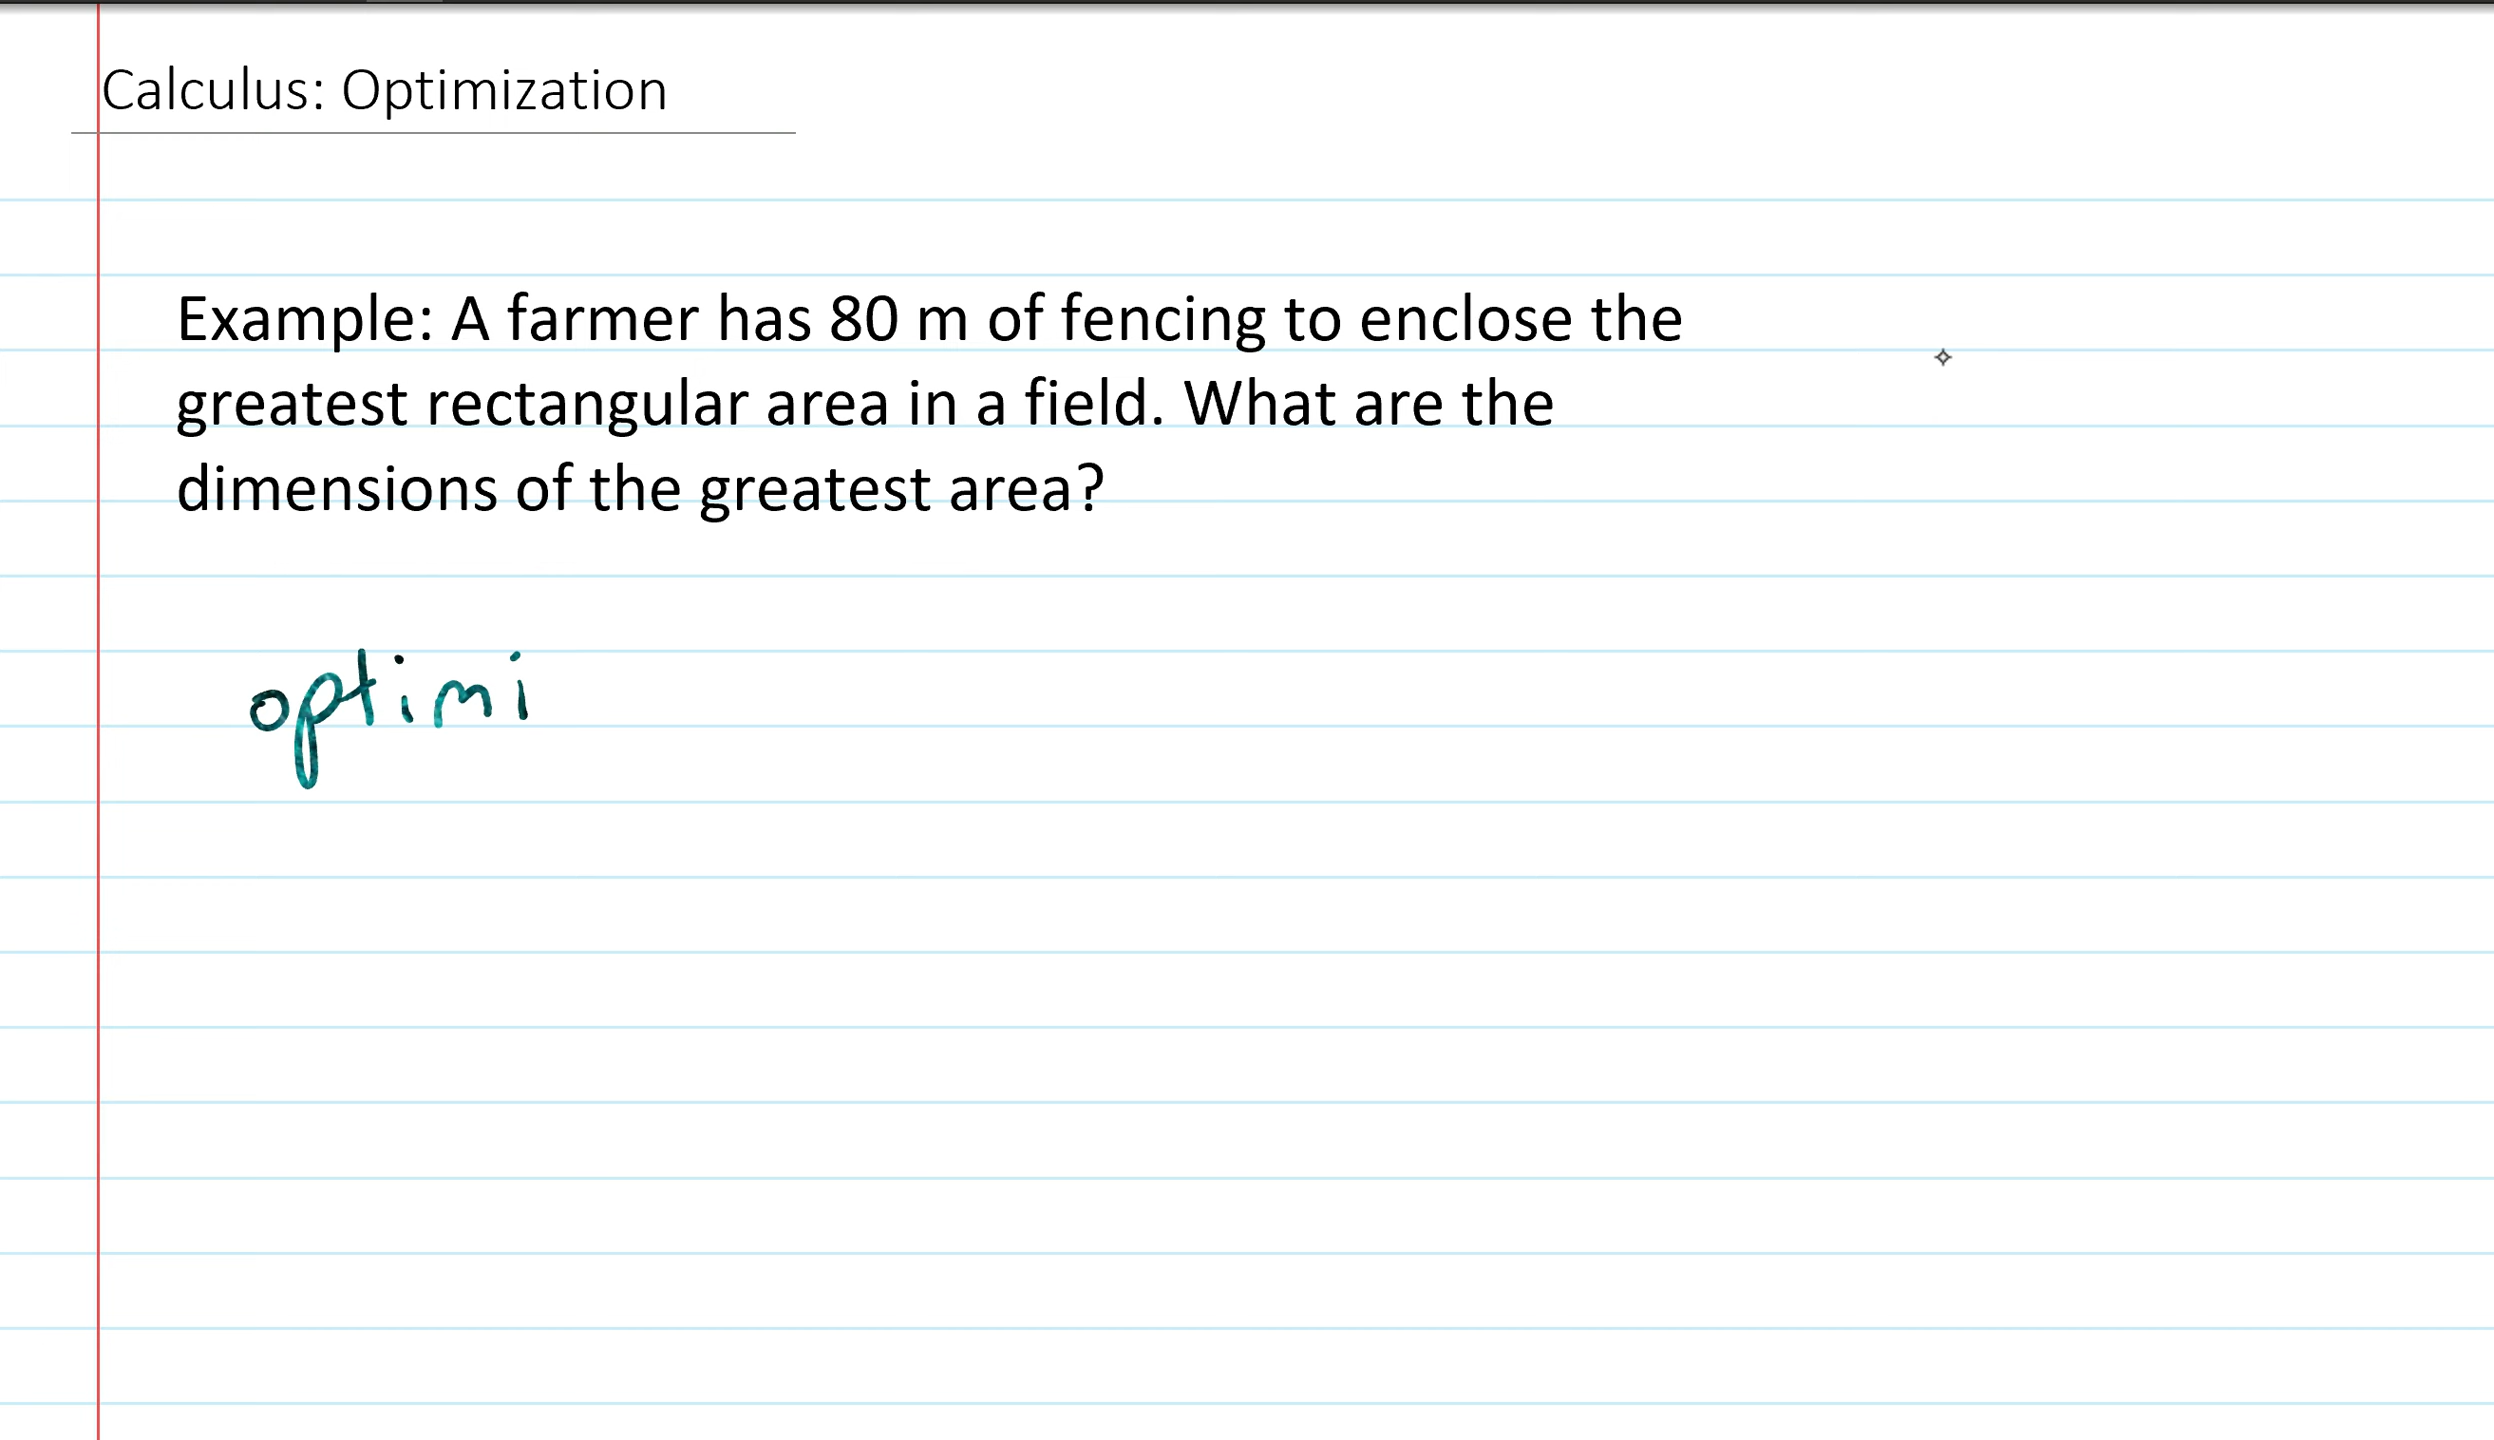 Calculus: Optimization
Example: A farmer has 80 m of fencing to enclose the
greatest rectangular area in a field. What are the
dimensions of the greatest area?
optimi